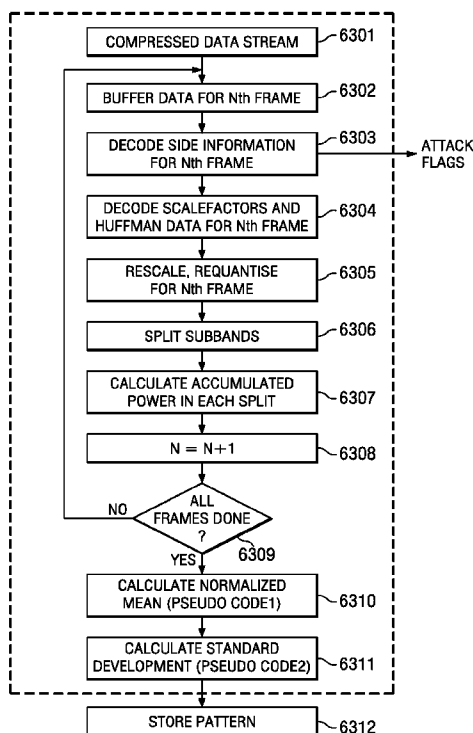 COMPRESSED DATA STREAM
6301
BUFFER DATA FOR Nth FRAME
6302
DECODE SIDE INFORMATION
FOR Nth FRAME
6303
ATTACK
FLAGS
DECODE SCALEFACTORS AND
HUFFMAN DATA FOR Nth FRAME
6304
RESCALE, REQUANTISE
FOR Nth FRAME
6305
SPLIT SUBBANDS
6306
CALCULATE ACCUMULATED
POWER IN EACH SPLIT
6307
N = N+1
6308
ALL
FRAMES DONE
?
NO
YES
6309
CALCULATE NORMALIZED
MEAN (PSEUDO CODE1)
6310
CALCULATE STANDARD
DEVELOPMENT (PSEUDO CODE2)
6311
STORE PATTERN
6312